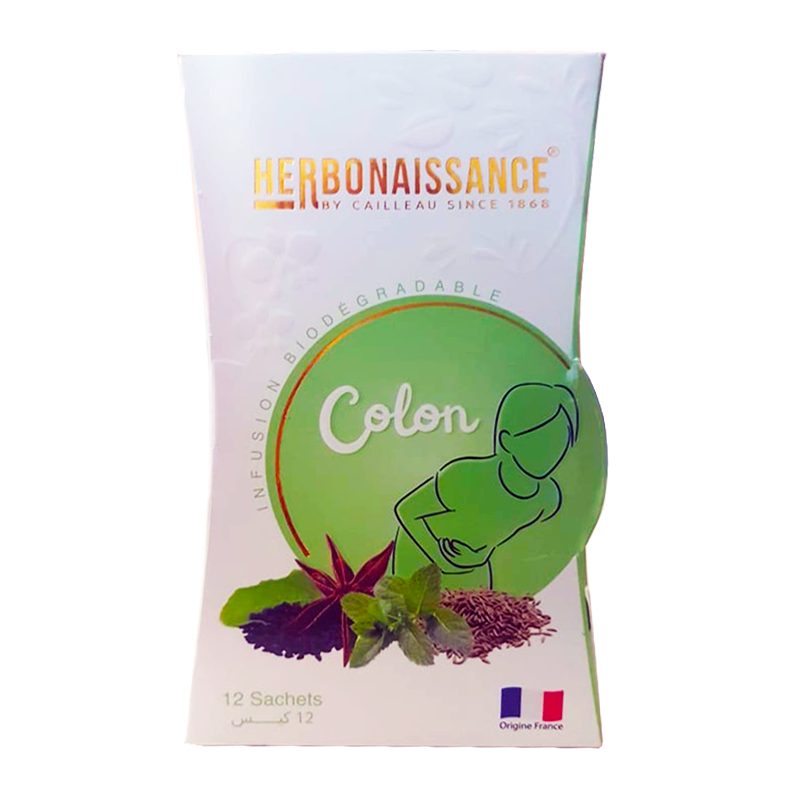 HERBONAISSANCE®
BY CAILLEAU SINCE 1868
INFUSION BIODÉGRADABLE
Colon
12 Sachets
12 كيس
Origine France